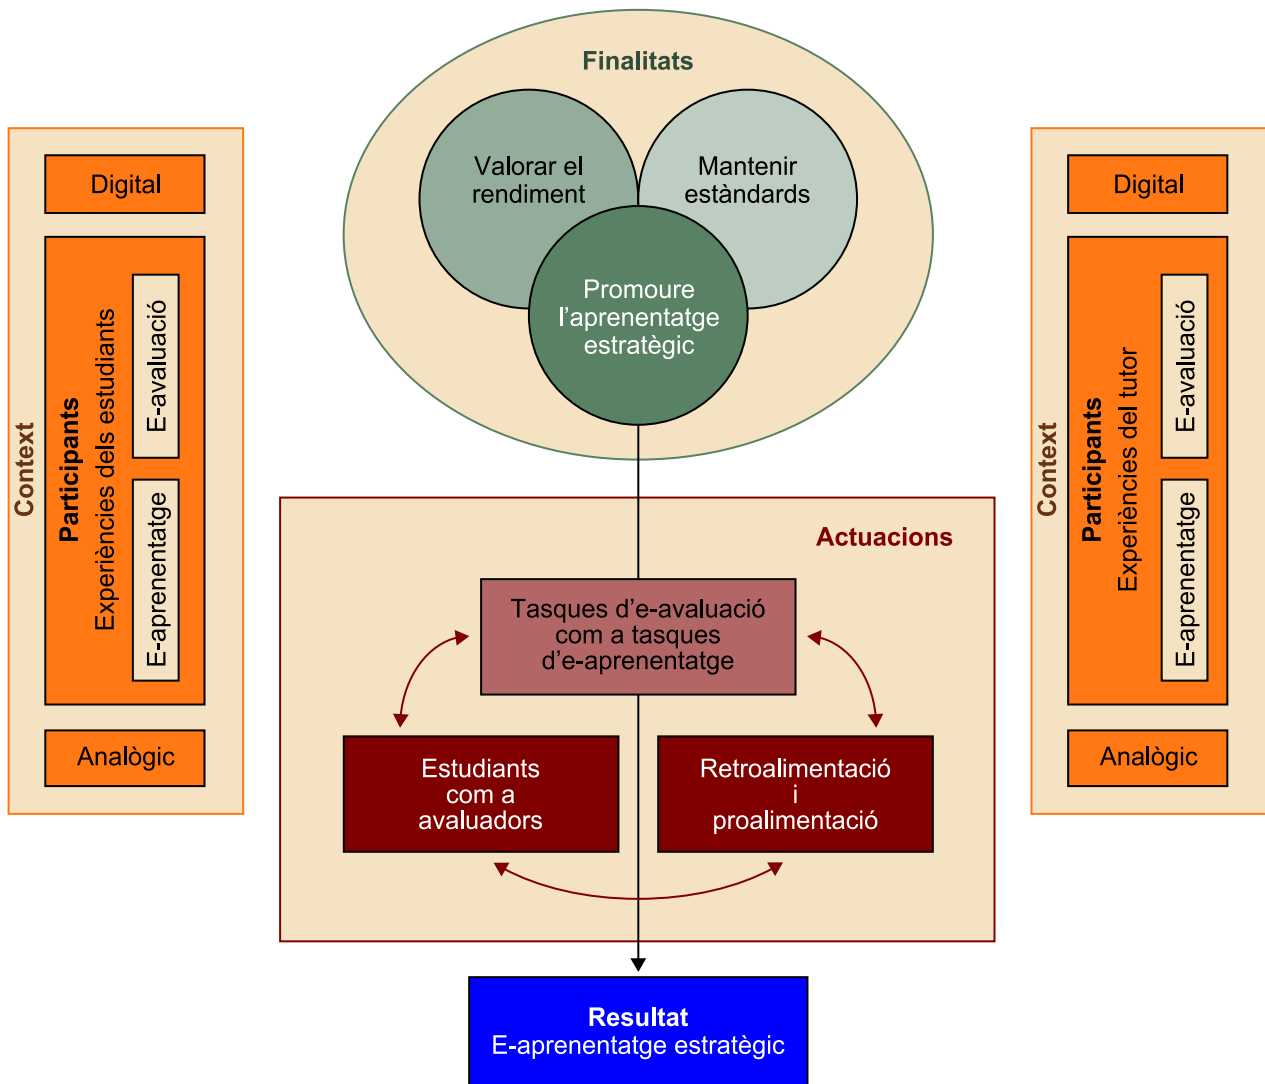 Finalitats
Valorar el
rendiment
Mantenir
estàndards
Promoure
l’aprenentatge
estratègic
Context
Digital
Participants
Experiències dels estudiants
E-avaluació
E-aprenentatge
Analògic
Actuacions
Tasques d’e-avaluació
com a tasques
d’e-aprenentatge
Estudiants
com a
avaluadors
Retroalimentació
i
proalimentació
Resultat
E-aprenentatge estratègic
Context
Digital
Participants
Experiències del tutor
E-avaluació
E-aprenentatge
Analògic